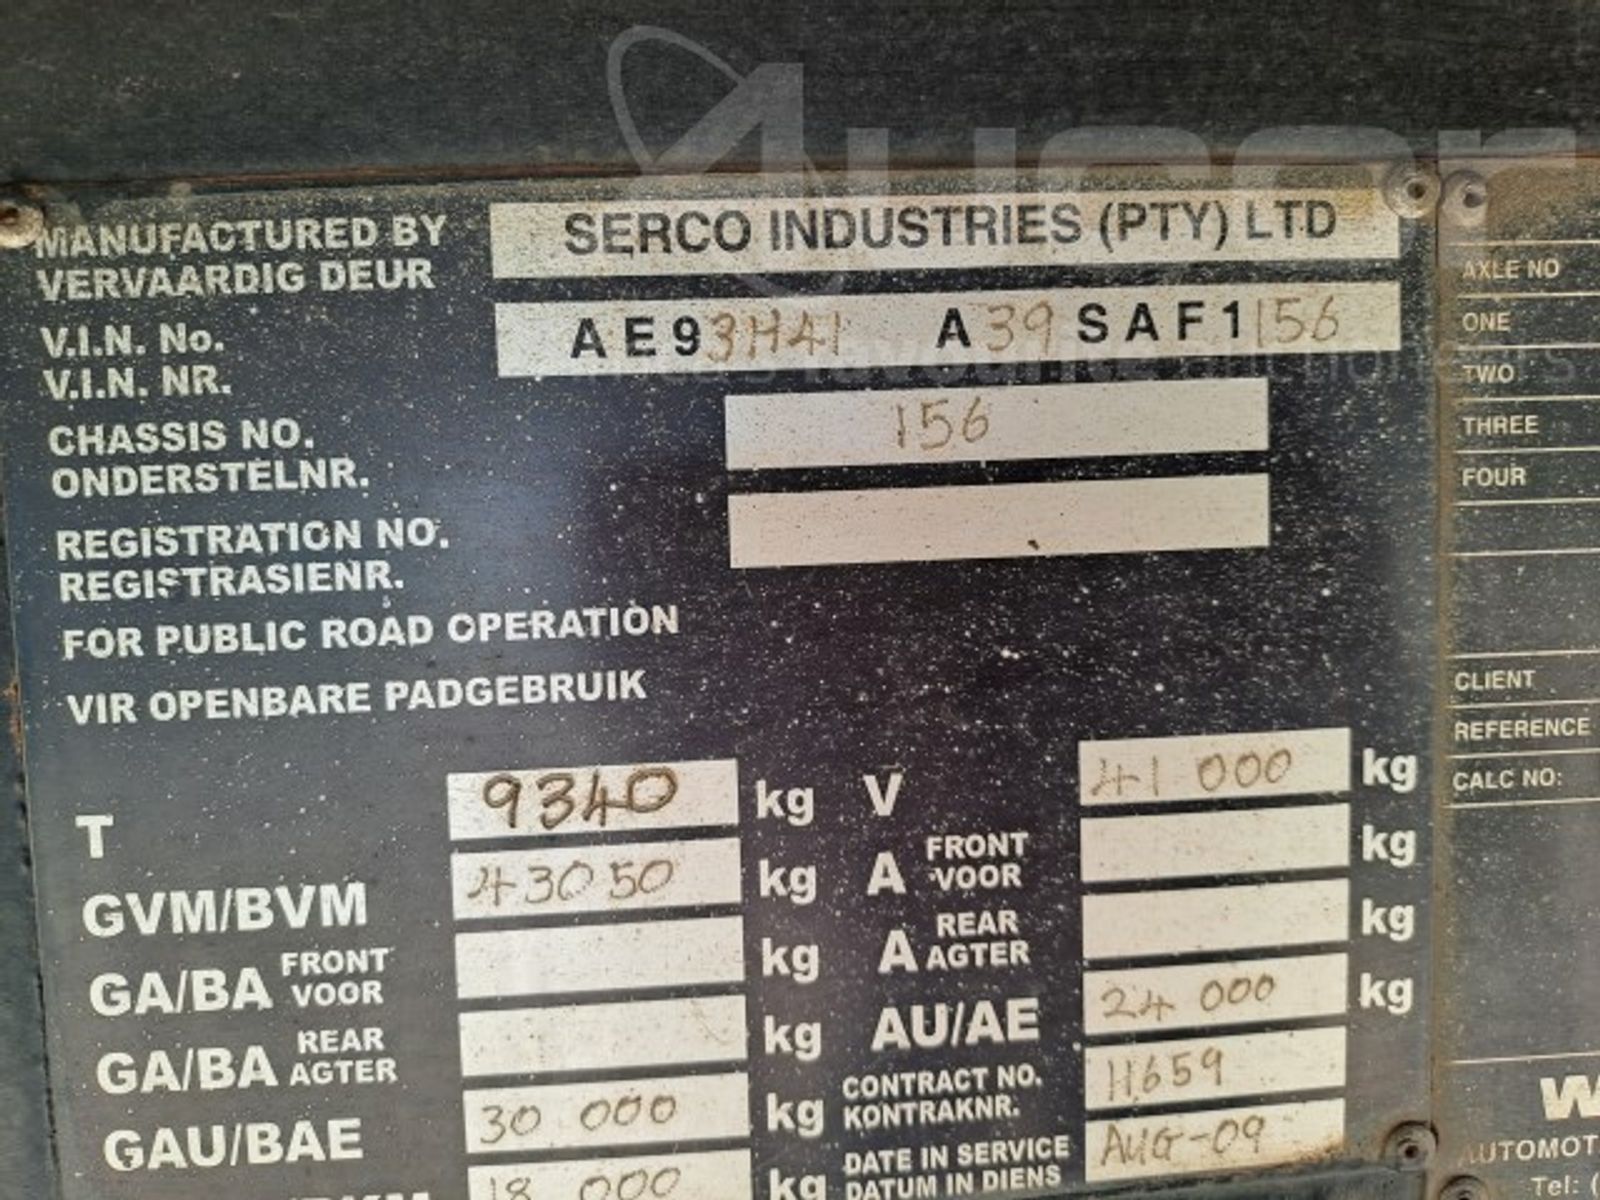 MANUFACTURED BY SERCO INDUSTRIES (PTY) LTD
VERVAARDIG DEUR
V.I.N. No. AE93H41 A39SAF1156
V.I.N. NR.
CHASSIS NO. 156
ONDERSTELNR.
REGISTRATION NO.
REGISTRASIENR.
FOR PUBLIC ROAD OPERATION
VIR OPENBARE PADGEBRUIK
T 9340 kg V 41 000 kg
GVM/BVM 43050 kg A FRONT VOOR kg
GA/BA FRONT VOOR kg A REAR AGTER kg
GA/BA REAR AGTER kg AU/AE 24 000 kg
GAU/BAE 30 000 kg CONTRACT NO. KONTRAKNR. H659
18 000 kg DATE IN SERVICE DATUM IN DIENS AUG-09
AXLE NO
ONE
TWO
THREE
FOUR
CLIENT
REFERENCE
CALC NO:
W
AUTOMOT
Tel: (
Aucor